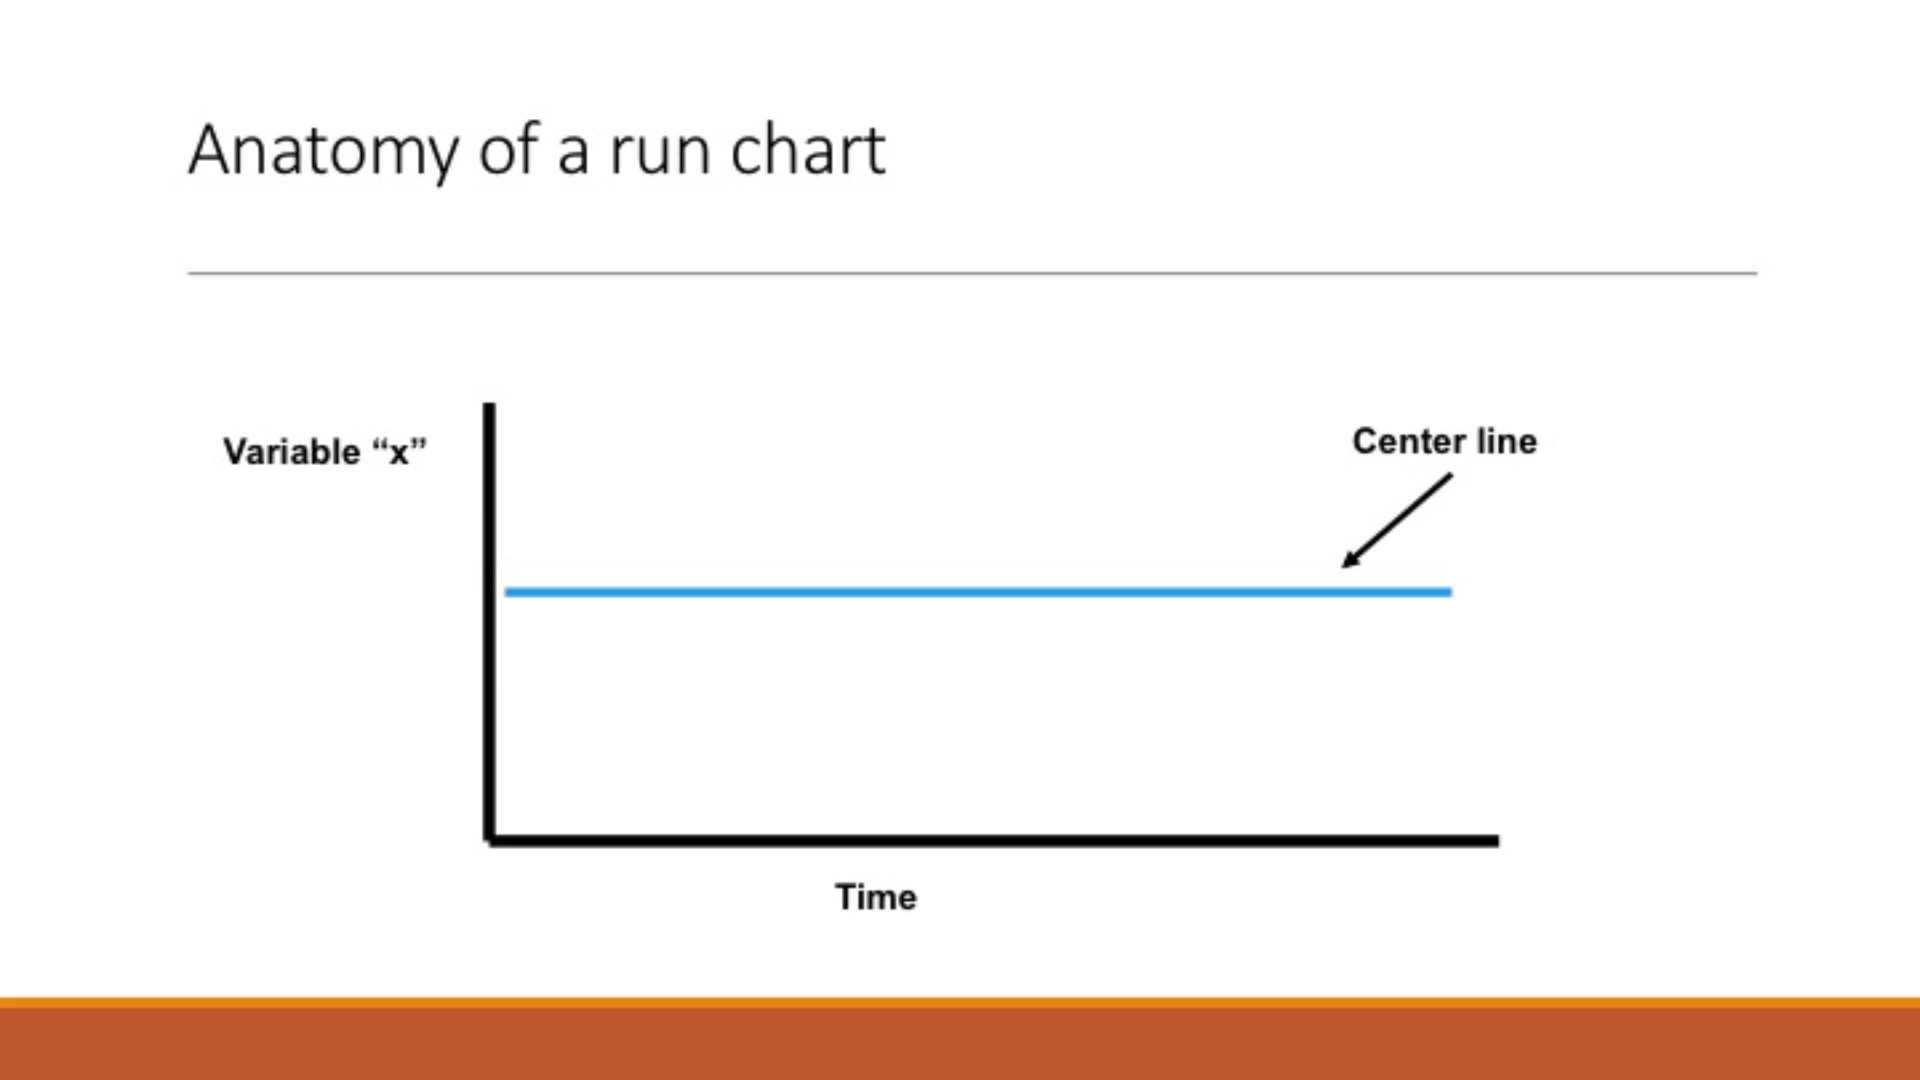 Anatomy of a run chart
Variable “x”
Center line
Time